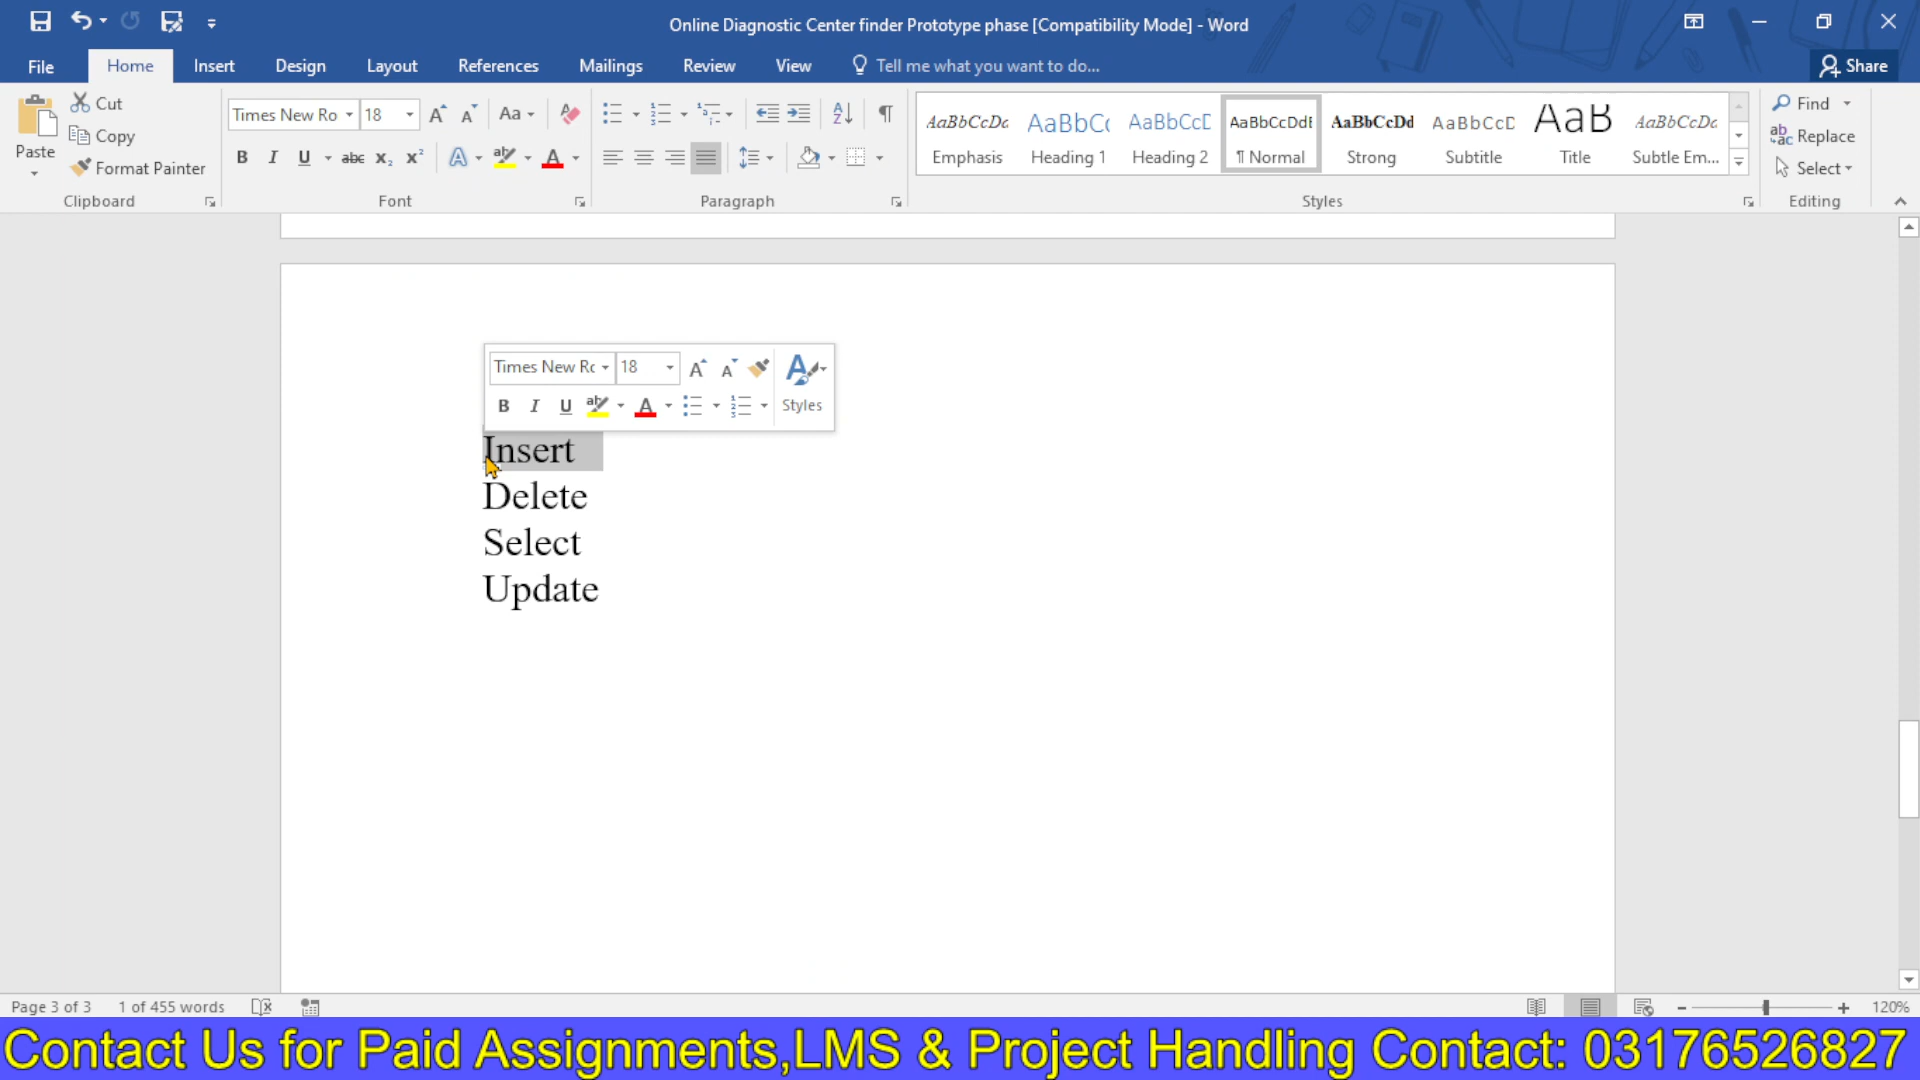 Online Diagnostic Center finder Prototype phase [Compatibility Mode] - Word
File Home Insert Design Layout References Mailings Review View Tell me what you want to do... Share
Paste
Cut
Copy
Format Painter
Clipboard
Times New Ro 18
Font
Paragraph
AaBbCcDc AaBbCc AaBbCcD AaBbCcDdE AaBbCcDd AaBbCcD AaB AaBbCcDc
Emphasis Heading 1 Heading 2 ¶ Normal Strong Subtitle Title Subtle Em...
Styles
Find
Replace
Select
Editing
Times New Rc 18
Styles
Insert
Delete
Select
Update
Page 3 of 3 1 of 455 words 120%
Contact Us for Paid Assignments,LMS & Project Handling Contact: 03176526827